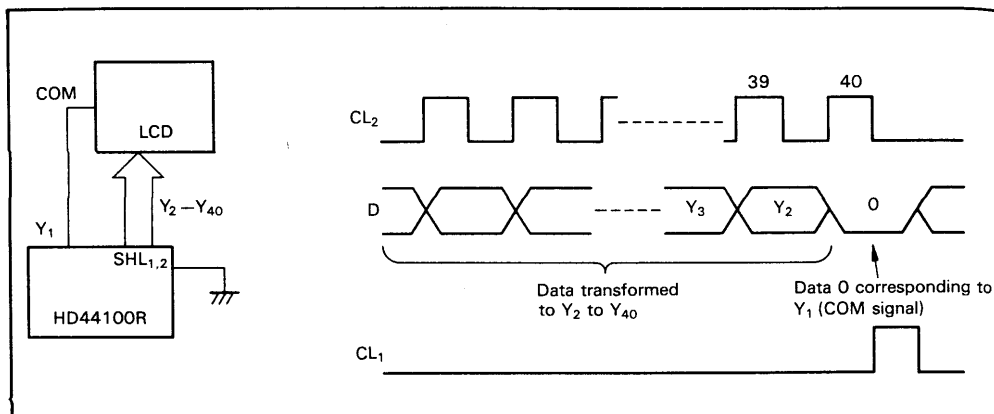 COM
LCD
Y₁
Y₂—Y₄₀
SHL₁,₂
HD44100R
CL₂
39
40
D
Y₃
Y₂
0
Data transformed
to Y₂ to Y₄₀
Data 0 corresponding to
Y₁ (COM signal)
CL₁